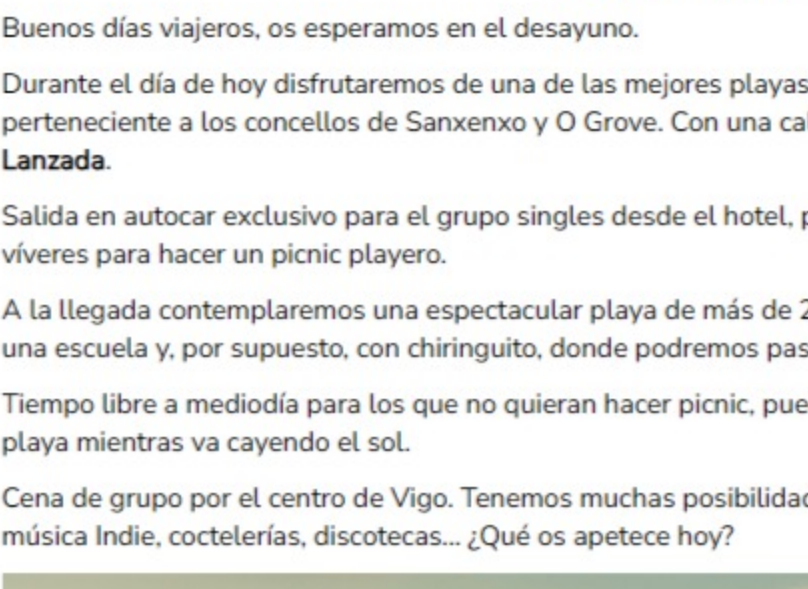 Buenos días viajeros, os esperamos en el desayuno.
Durante el día de hoy disfrutaremos de una de las mejores playas
perteneciente a los concellos de Sanxenxo y O Grove. Con una
Lanzada.
Salida en autocar exclusivo para el grupo singles desde el hotel,
víveres para hacer un picnic playero.
A la llegada contemplaremos una espectacular playa de más de
una escuela y, por supuesto, con chiringuito, donde podremos
Tiempo libre a mediodía para los que no quieran hacer picnic,
playa mientras va cayendo el sol.
Cena de grupo por el centro de Vigo. Tenemos muchas
música Indie, coctelerías, discotecas... ¿Qué os apetece hoy?